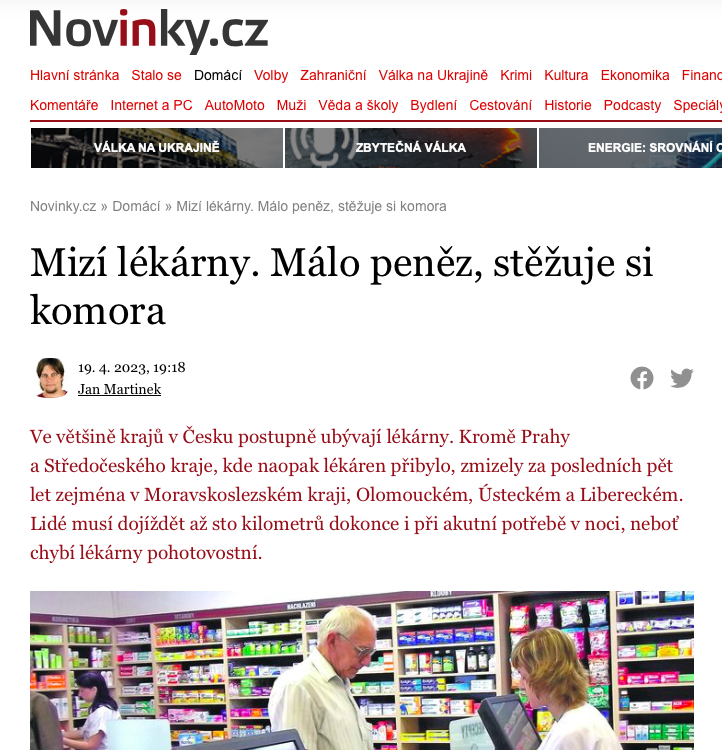 Novinky.cz
Hlavní stránka Stalo se Domácí Volby Zahraniční Válka na Ukrajině Krimi Kultura Ekonomika Financ
Komentáře Internet a PC AutoMoto Muži Věda a školy Bydlení Cestování Historie Podcasty Speciály
VÁLKA NA UKRAJINĚ ZBYTEČNÁ VÁLKA ENERGIE: SROVNÁNÍ C
Novinky.cz » Domácí » Mizí lékárny. Málo peněz, stěžuje si komora
Mizí lékárny. Málo peněz, stěžuje si
komora
19. 4. 2023, 19:18
Jan Martinek
Ve většině krajů v Česku postupně ubývají lékárny. Kromě Prahy
a Středočeského kraje, kde naopak lékáren přibylo, zmizely za posledních pět
let zejména v Moravskoslezském kraji, Olomouckém, Ústeckém a Libereckém.
Lidé musí dojíždět až sto kilometrů dokonce i při akutní potřebě v noci, neboť
chybí lékárny pohotovostní.
KOSMETIKA
NACHLAZENÍ
KLOUBY